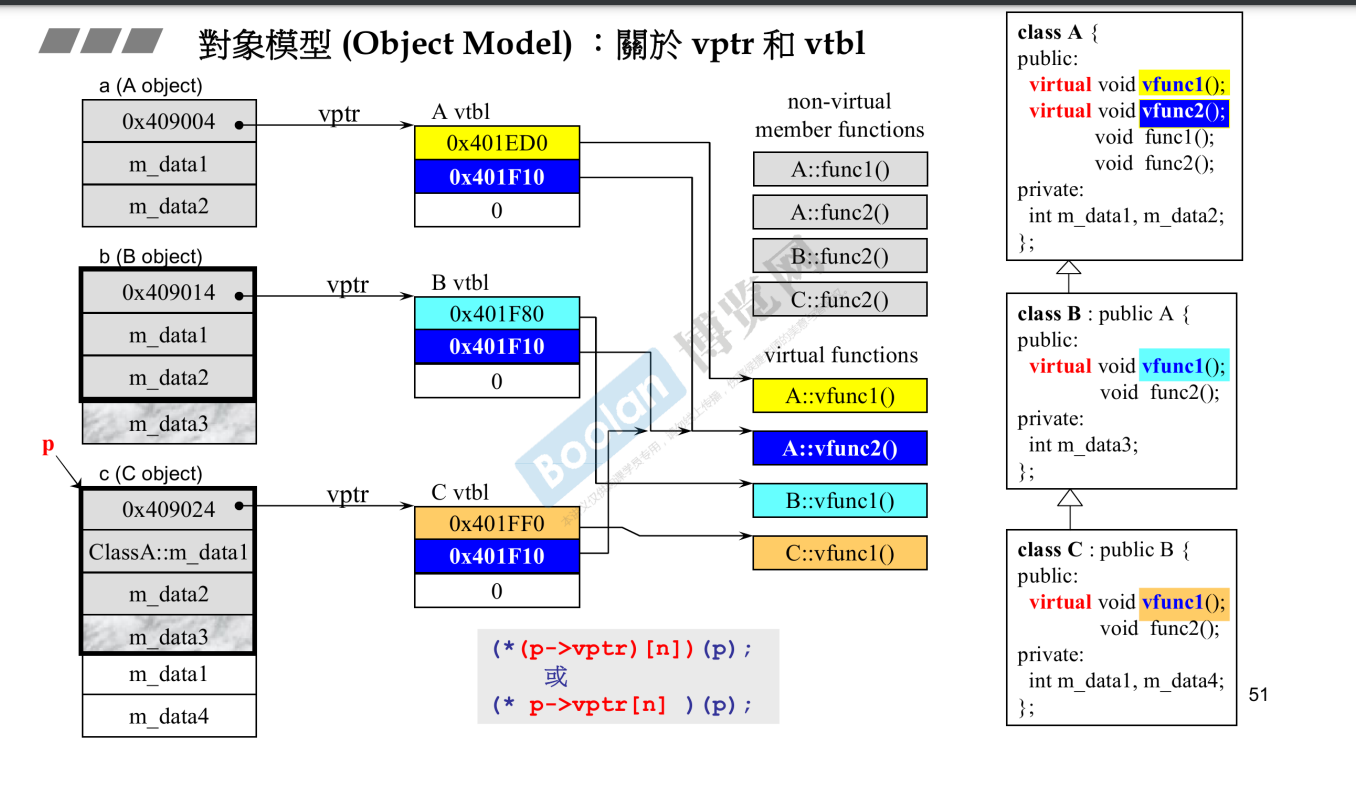 對象模型 (Object Model) ：關於 vptr 和 vtbl
a (A object)
0x409004
m_data1
m_data2
vptr
A vtbl
0x401ED0
0x401F10
0
b (B object)
0x409014
m_data1
m_data2
m_data3
vptr
B vtbl
0x401F80
0x401F10
0
p
c (C object)
0x409024
ClassA::m_data1
m_data2
m_data3
m_data1
m_data4
vptr
C vtbl
0x401FF0
0x401F10
0
non-virtual
member functions
A::func1()
A::func2()
B::func2()
C::func2()
virtual functions
A::vfunc1()
A::vfunc2()
B::vfunc1()
C::vfunc1()
(*(p->vptr)[n])(p);
或
(* p->vptr[n] )(p);
class A {
public:
virtual void vfunc1();
virtual void vfunc2();
void func1();
void func2();
private:
int m_data1, m_data2;
};
class B : public A {
public:
virtual void vfunc1();
void func2();
private:
int m_data3;
};
class C : public B {
public:
virtual void vfunc1();
void func2();
private:
int m_data1, m_data4;
};
51
Boolan 博览网